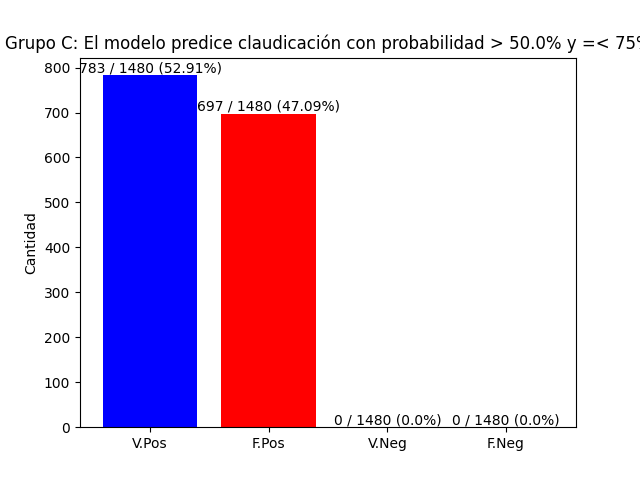 Grupo C: El modelo predice claudicación con probabilidad > 50.0% y =< 75%
800
700
600
500
400
300
200
100
0
Cantidad
783 / 1480 (52.91%)
697 / 1480 (47.09%)
0 / 1480 (0.0%)
0 / 1480 (0.0%)
V.Pos
F.Pos
V.Neg
F.Neg